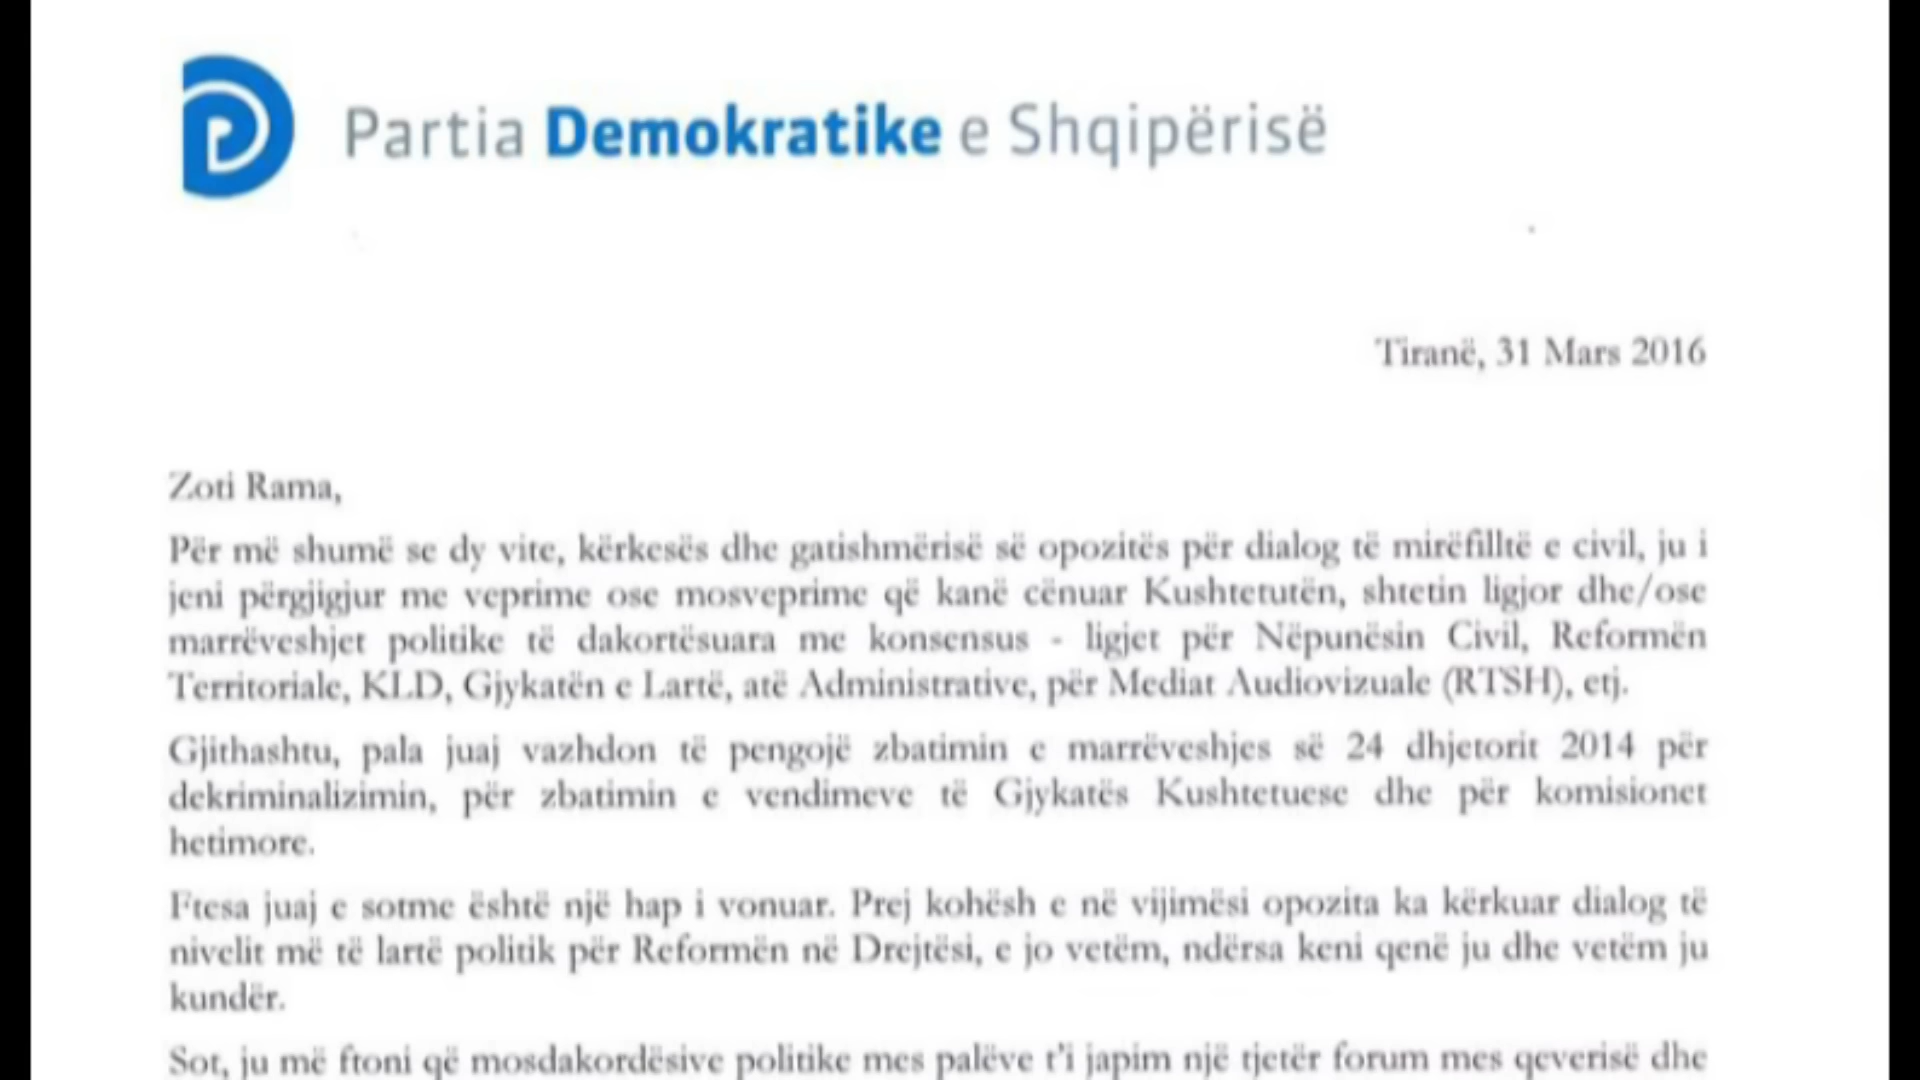 Partia Demokratike e Shqipërisë
Tiranë, 31 Mars 2016
Zoti Rama,
Për më shumë se dy vite, kërkesës dhe gatishmërisë së opozitës për dialog të mirëfilltë e civil, ju i
jeni përgjigjur me veprime ose mosveprime që kanë cënuar Kushtetutën, shtetin ligjor dhe/ose
marrëveshjet politike të dakortësuara me konsensus - ligjet për Nëpunësin Civil, Reformën
Territoriale, KLD, Gjykatën e Lartë, atë Administrative, për Mediat Audiovizuale (RTSH), etj.
Gjithashtu, pala juaj vazhdon të pengojë zbatimin e marrëveshjes së 24 dhjetorit 2014 për
dekriminalizimin, për zbatimin e vendimeve të Gjykatës Kushtetuese dhe për komisionet
hetimore.
Ftesa juaj e sotme është një hap i vonuar. Prej kohësh e në vijimësi opozita ka kërkuar dialog të
nivelit më të lartë politik për Reformën në Drejtësi, e jo vetëm, ndërsa keni qenë ju dhe vetëm ju
kundër.
Sot, ju më ftoni që mosdakordësive politike mes palëve t'i japim një tjetër forum mes qeverisë dhe